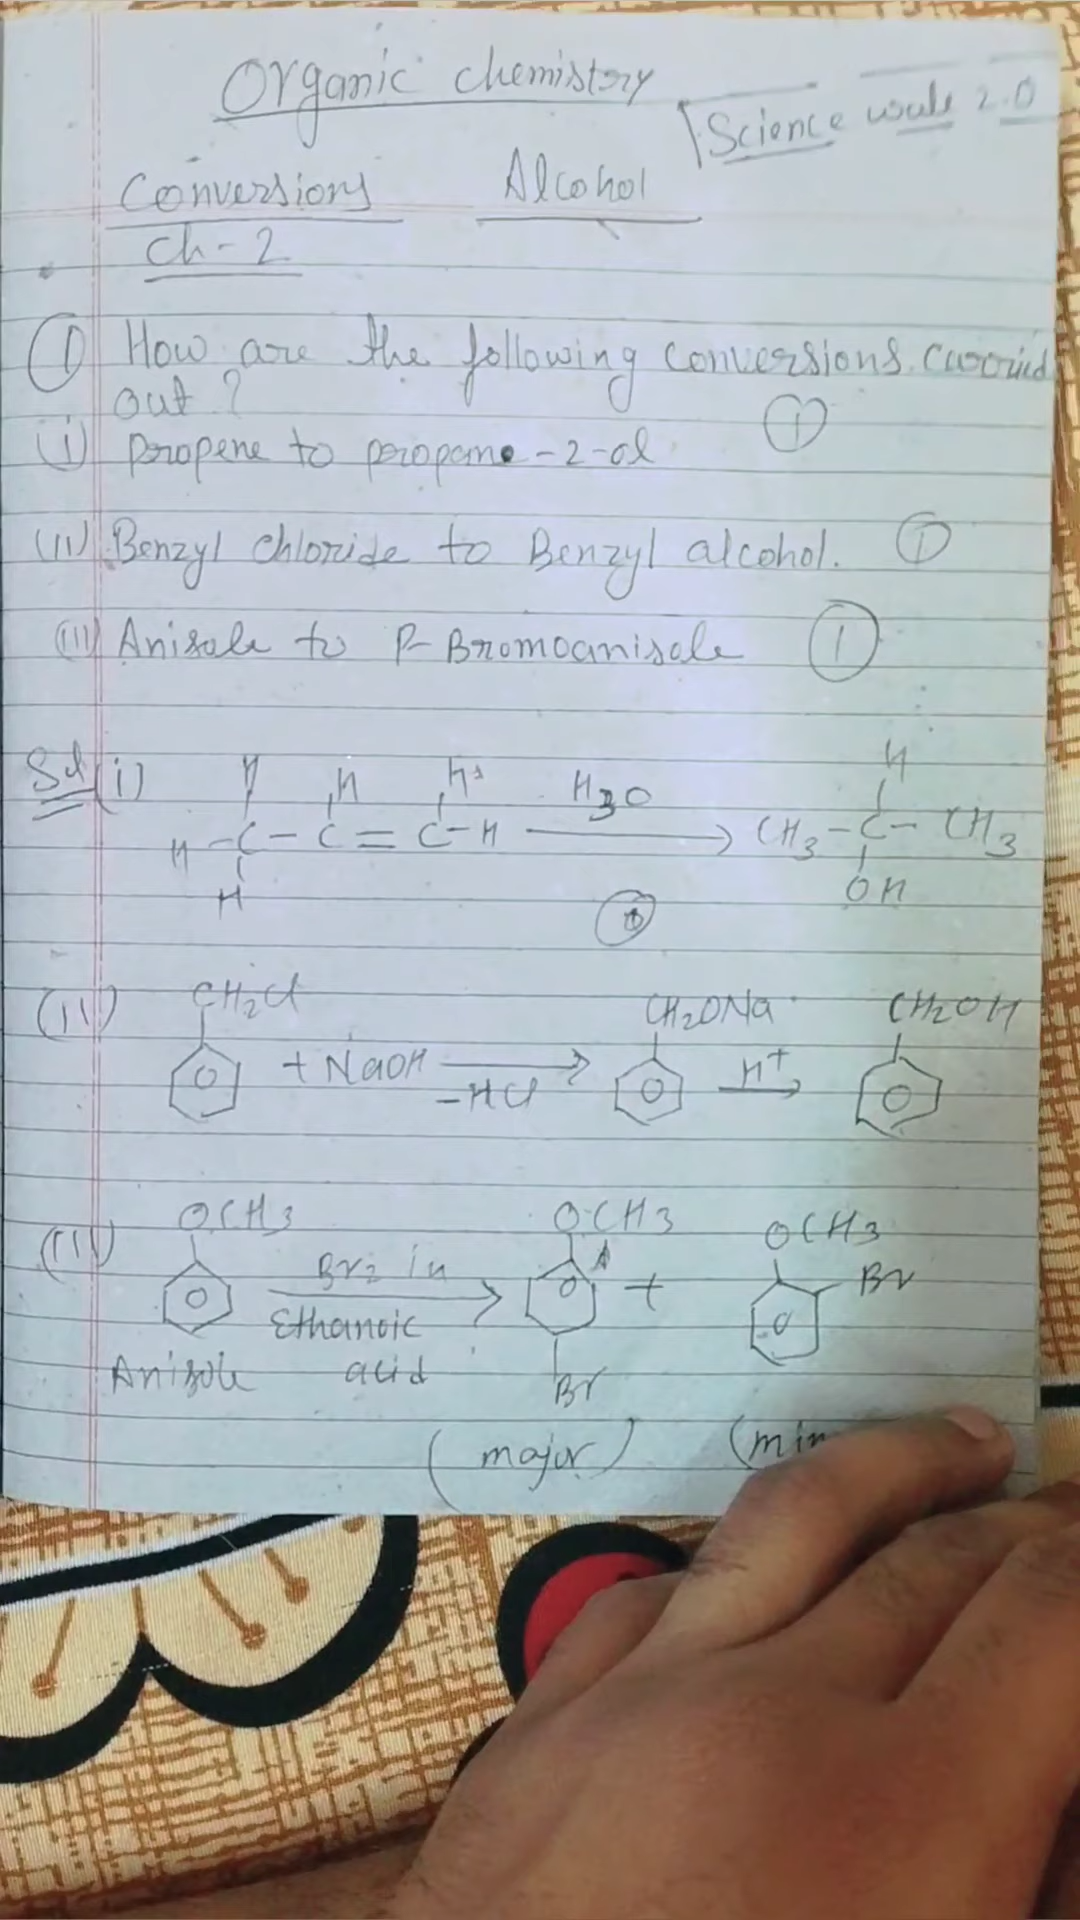 Organic chemistry
Science wale 2.0
Conversions Alcohol
Ch-2
① How are the following conversions carried
out?
(i) propene to propane-2-ol ①
(ii) Benzyl chloride to Benzyl alcohol. ①
(iii) Anisole to P-Bromoanisole ①
Sol (i)
H H H
H-C-C=C-H
H
H3O
H
CH3-C-CH3
OH
①
(ii) CH2Cl
+ NaOH
-HCl
CH2ONa
H+
CH2OH
(iii) OCH3
Br2 in
Ethanoic
acid
Anisole
OCH3
Br
+
OCH3
Br
(major)